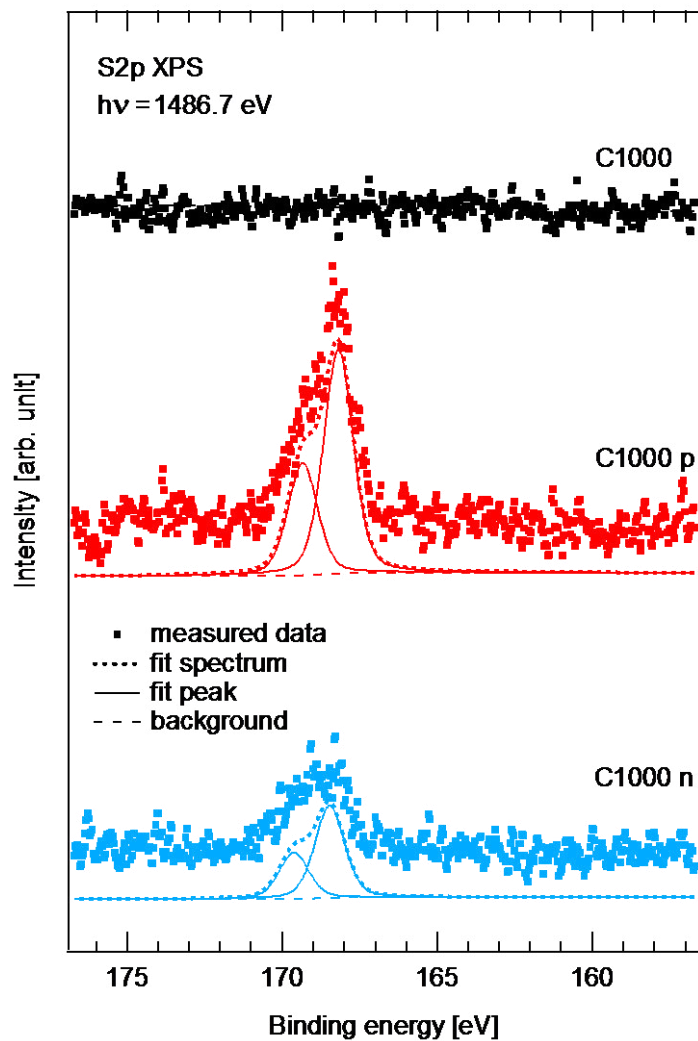 S2p XPS
hν = 1486.7 eV
C1000
C1000 p
measured data
fit spectrum
fit peak
background
C1000 n
Intensity [arb. unit]
175
170
165
160
Binding energy [eV]